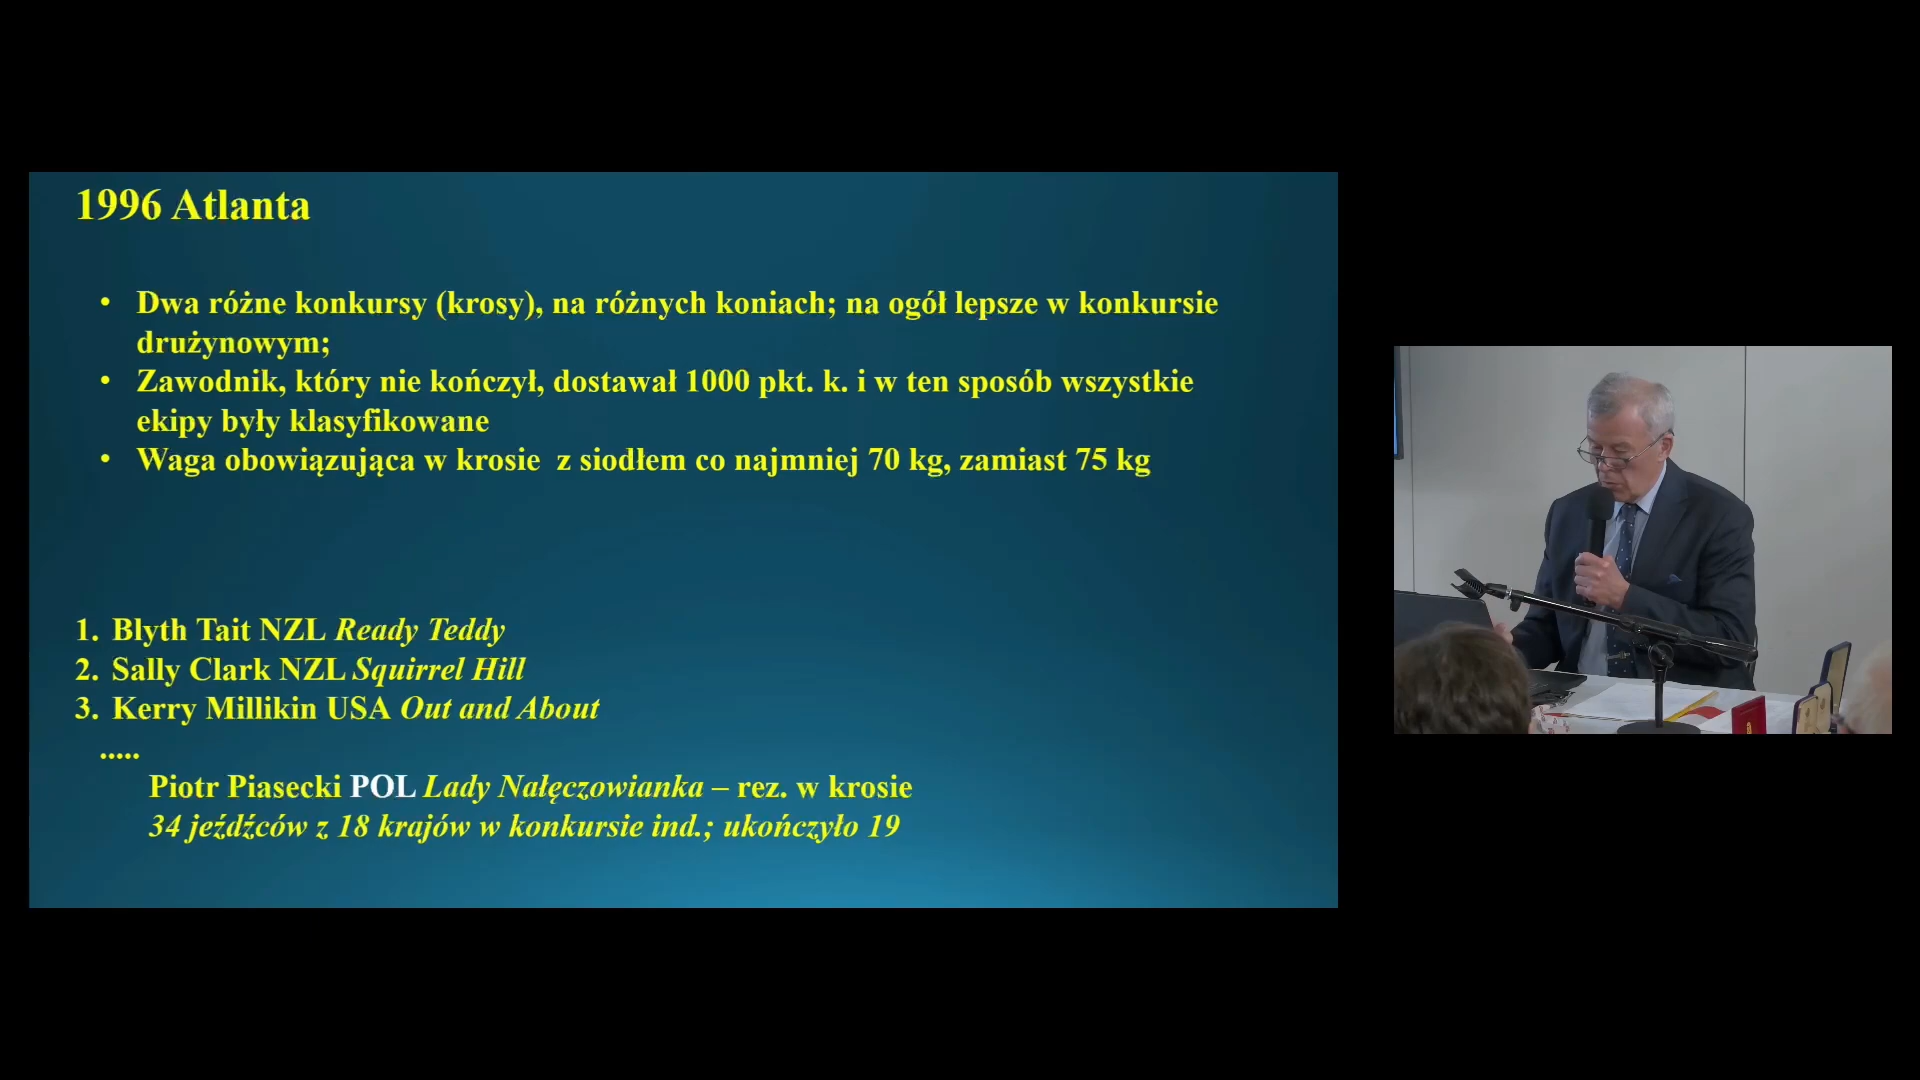 1996 Atlanta
• Dwa różne konkursy (krosy), na różnych koniach; na ogół lepsze w konkursie
drużynowym;
• Zawodnik, który nie kończył, dostawał 1000 pkt. k. i w ten sposób wszystkie
ekipy były klasyfikowane
• Waga obowiązująca w krosie z siodłem co najmniej 70 kg, zamiast 75 kg
1. Blyth Tait NZL Ready Teddy
2. Sally Clark NZL Squirrel Hill
3. Kerry Millikin USA Out and About
.....
Piotr Piasecki POL Lady Nałęczowianka – rez. w krosie
34 jeźdźców z 18 krajów w konkursie ind.; ukończyło 19